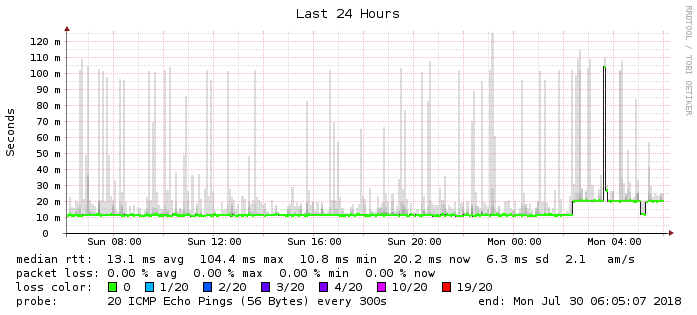 Last 24 Hours
RRDTOOL / TOBI OETIKER
Seconds
120 m
110 m
100 m
90 m
80 m
70 m
60 m
50 m
40 m
30 m
20 m
10 m
0
Sun 08:00 Sun 12:00 Sun 16:00 Sun 20:00 Mon 00:00 Mon 04:00
median rtt: 13.1 ms avg 104.4 ms max 10.8 ms min 20.2 ms now 6.3 ms sd 2.1 am/s
packet loss: 0.00 % avg 0.00 % max 0.00 % min 0.00 % now
loss color: 0 1/20 2/20 3/20 4/20 10/20 19/20
probe: 20 ICMP Echo Pings (56 Bytes) every 300s end: Mon Jul 30 06:05:07 2018